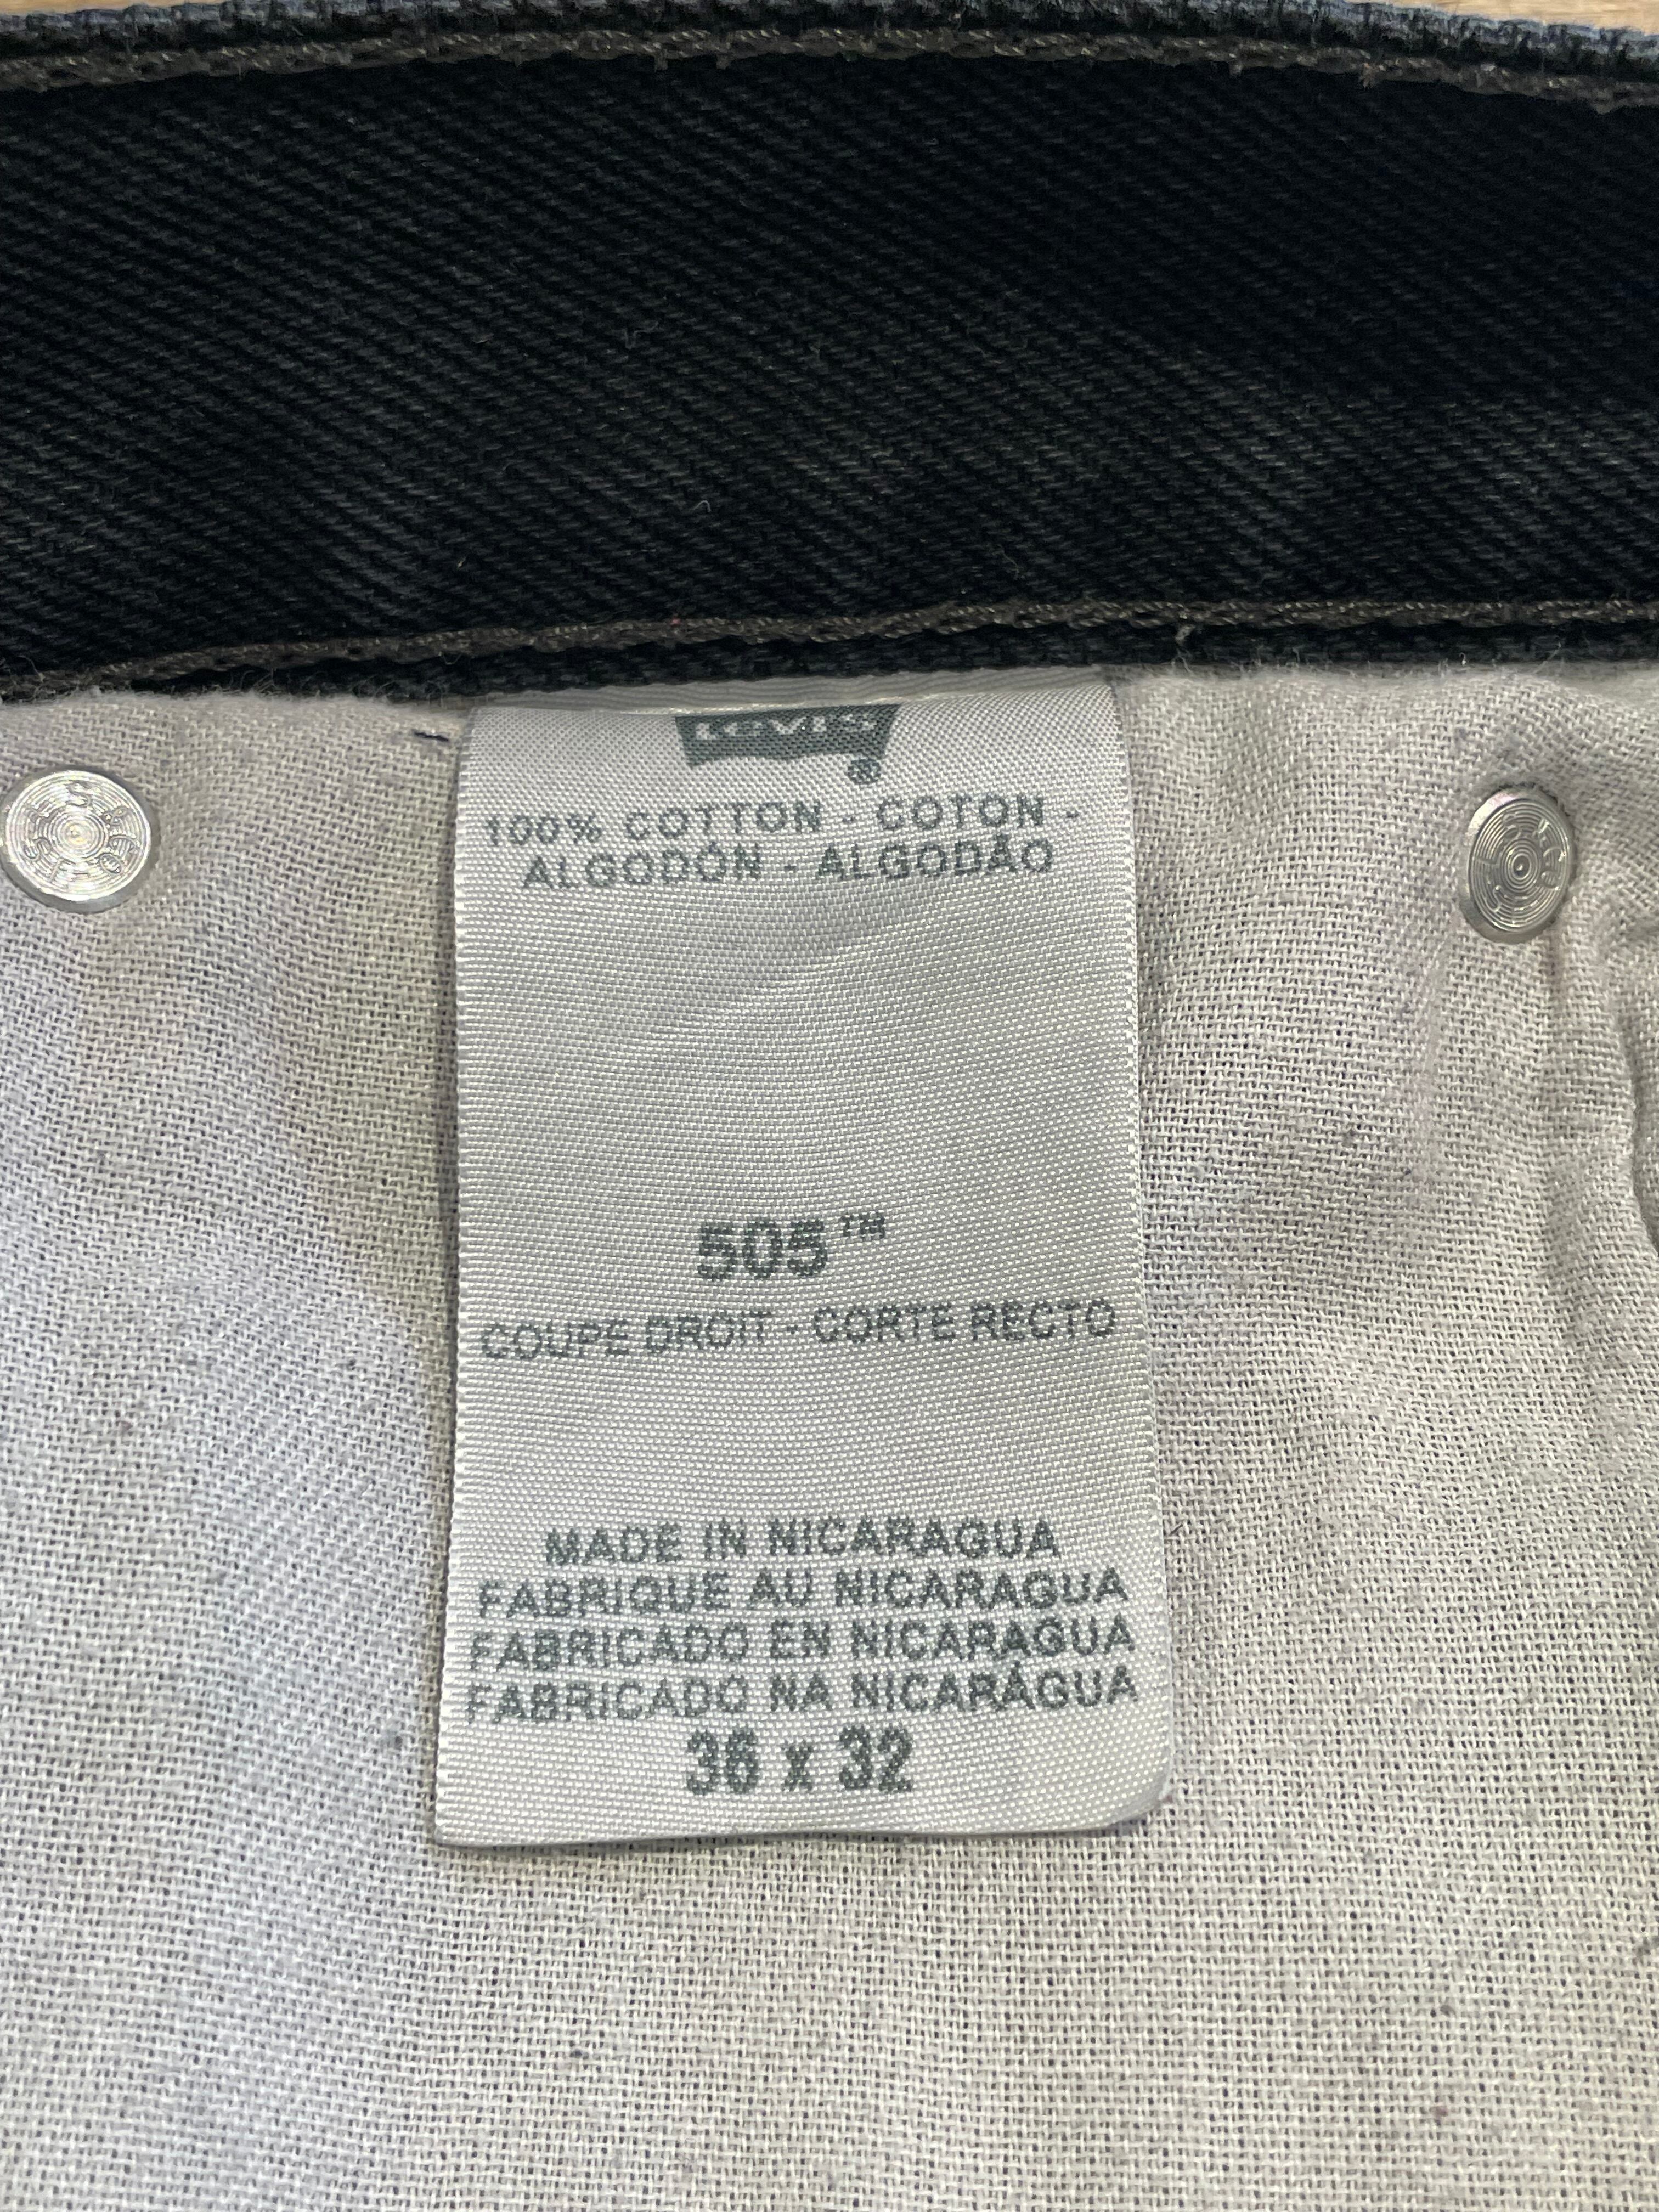 Levi's
®
100% COTTON - COTON -
ALGODÓN - ALGODÃO
505™
COUPE DROIT - CORTE RECTO
MADE IN NICARAGUA
FABRIQUE AU NICARAGUA
FABRICADO EN NICARAGUA
FABRICADO NA NICARÁGUA
36 x 32